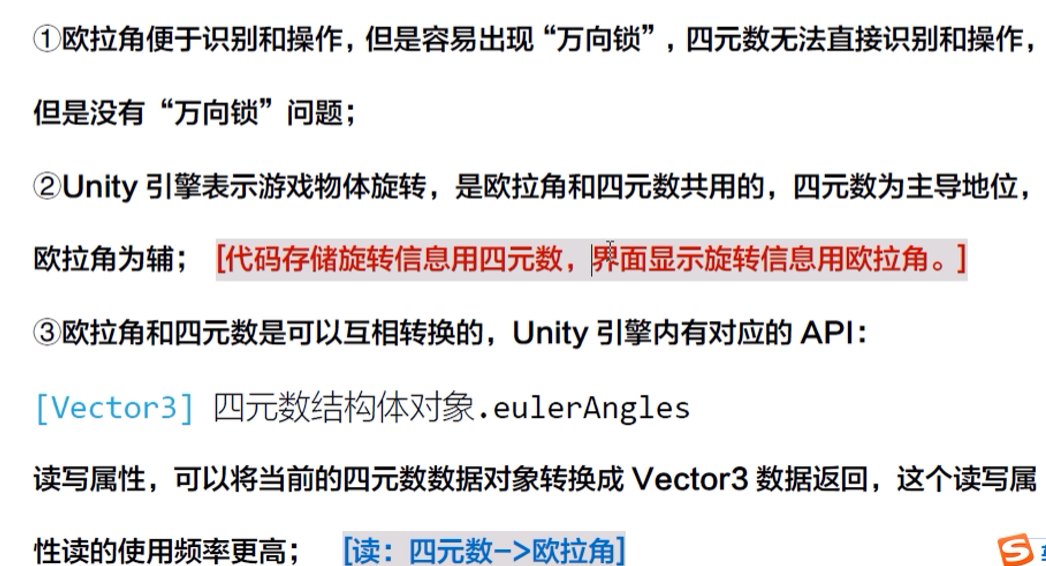 ①欧拉角便于识别和操作，但是容易出现“万向锁”，四元数无法直接识别和操作，
但是没有“万向锁”问题；
②Unity 引擎表示游戏物体旋转，是欧拉角和四元数共用的，四元数为主导地位，
欧拉角为辅； [代码存储旋转信息用四元数，界面显示旋转信息用欧拉角。]
③欧拉角和四元数是可以互相转换的，Unity 引擎内有对应的 API：
[Vector3] 四元数结构体对象.eulerAngles
读写属性，可以将当前的四元数数据对象转换成 Vector3 数据返回，这个读写属
性读的使用频率更高； [读：四元数->欧拉角]